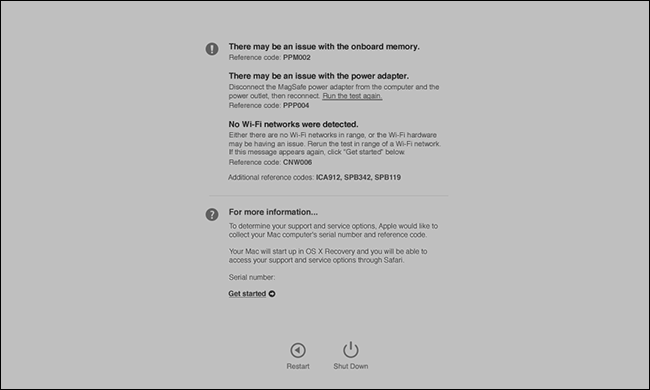 There may be an issue with the onboard memory.
Reference code: PPM002
There may be an issue with the power adapter.
Disconnect the MagSafe power adapter from the computer and the
power outlet, then reconnect. Run the test again.
Reference code: PPP004
No Wi-Fi networks were detected.
Either there are no Wi-Fi networks in range, or the Wi-Fi hardware
may be having an issue. Rerun the test in range of a Wi-Fi network.
If this message appears again, click "Get started" below.
Reference code: CNW006
Additional reference codes: ICA912, SPB342, SPB119
For more information...
To determine your support and service options, Apple would like to
collect your Mac computer's serial number and reference code.
Your Mac will start up in OS X Recovery and you will be able to
access your support and service options through Safari.
Serial number:
Get started
Restart
Shut Down